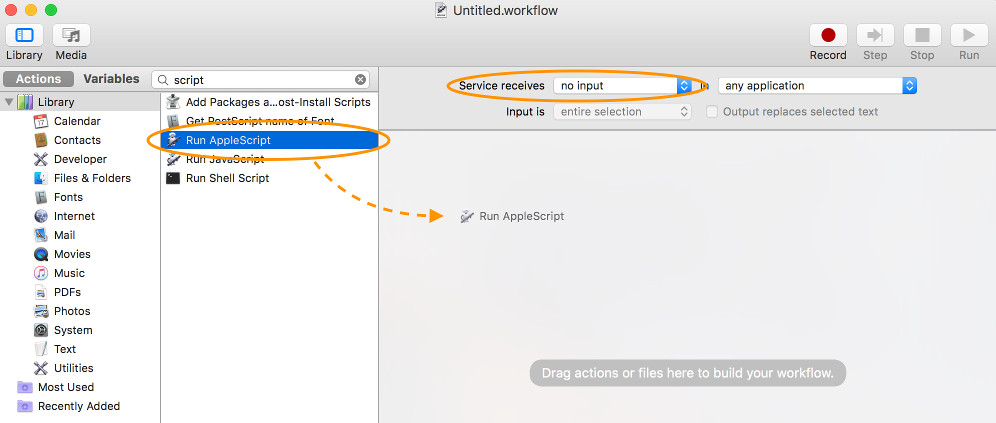 Untitled.workflow
Library
Media
Record
Step
Stop
Run
Actions
Variables
script
Library
Calendar
Contacts
Developer
Files & Folders
Fonts
Internet
Mail
Movies
Music
PDFs
Photos
System
Text
Utilities
Most Used
Recently Added
Add Packages a...ost-Install Scripts
Get PostScript name of Font
Run AppleScript
Run JavaScript
Run Shell Script
Service receives no input in any application
Input is entire selection Output replaces selected text
Run AppleScript
Drag actions or files here to build your workflow.